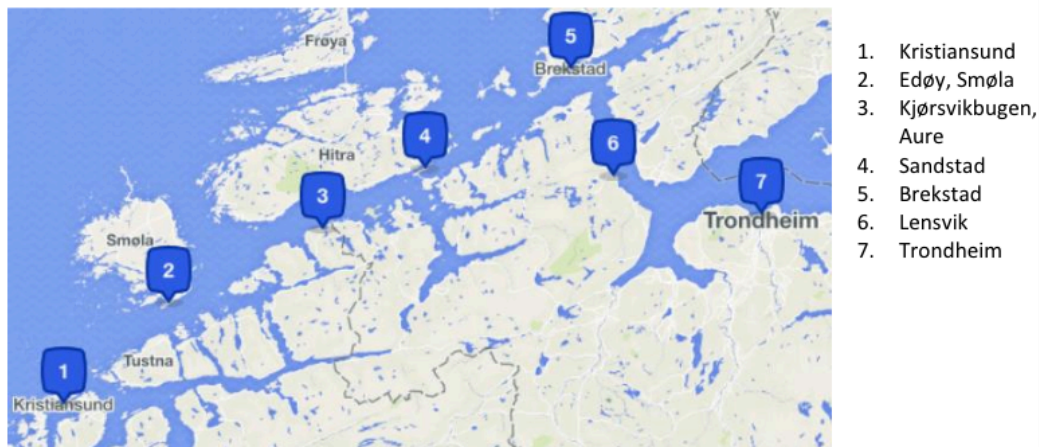 Frøya
5
Brekstad
4
6
Hitra
3
7
Trondheim
Smøla
2
Tustna
1
Kristiansund
1. Kristiansund
2. Edøy, Smøla
3. Kjørsvikbugen,
Aure
4. Sandstad
5. Brekstad
6. Lensvik
7. Trondheim